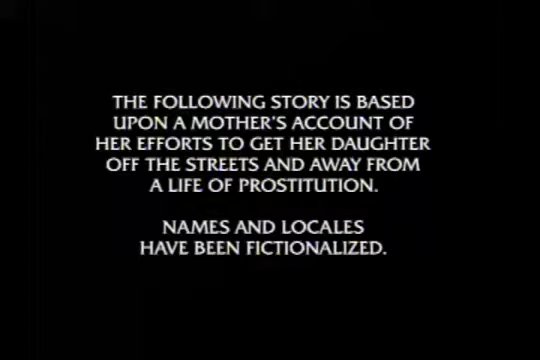 THE FOLLOWING STORY IS BASED
UPON A MOTHER'S ACCOUNT OF
HER EFFORTS TO GET HER DAUGHTER
OFF THE STREETS AND AWAY FROM
A LIFE OF PROSTITUTION.
NAMES AND LOCALES
HAVE BEEN FICTIONALIZED.